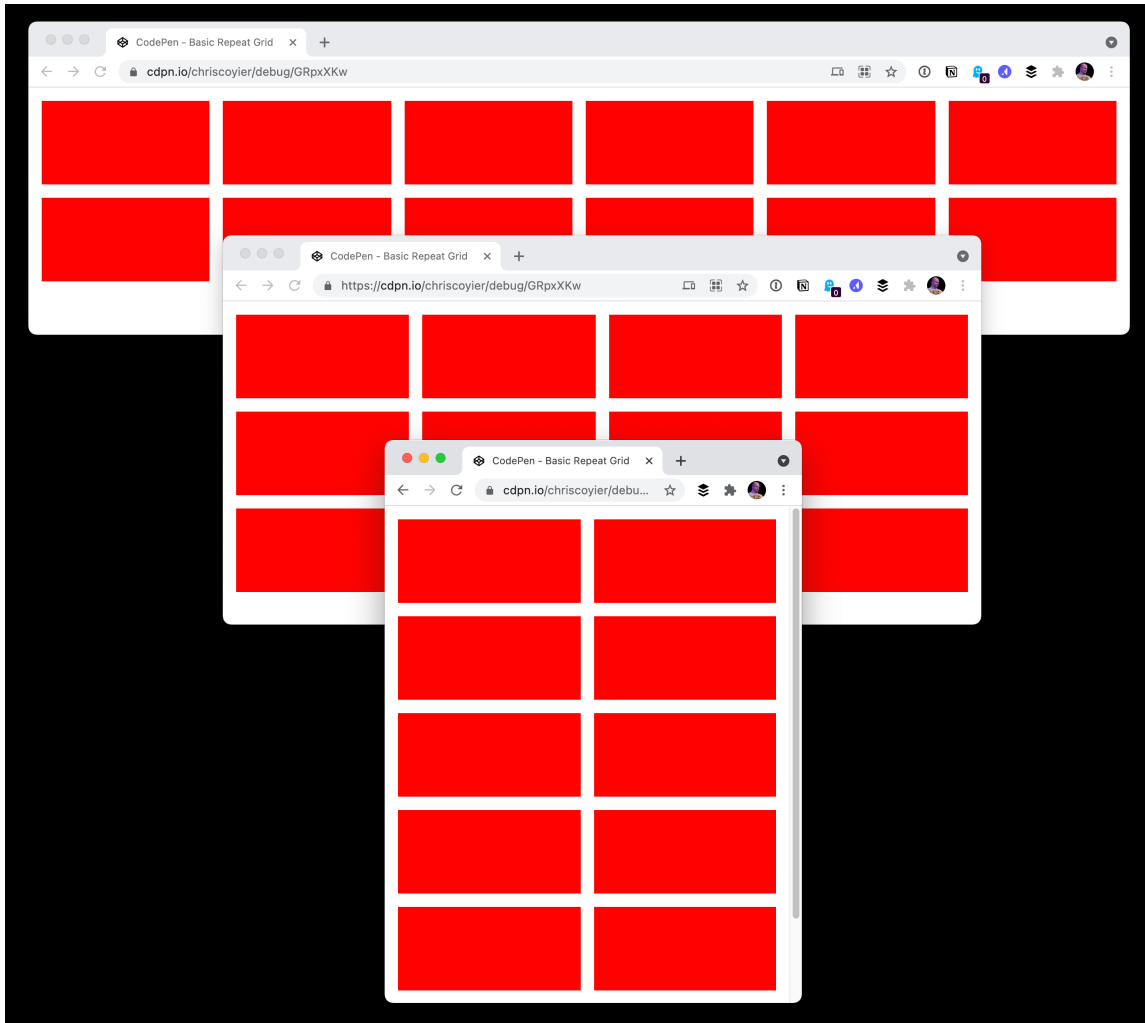 CodePen - Basic Repeat Grid
cdpn.io/chriscoyier/debug/GRpxXKw
0
CodePen - Basic Repeat Grid
https://cdpn.io/chriscoyier/debug/GRpxXKw
0
CodePen - Basic Repeat Grid
cdpn.io/chriscoyier/debu...